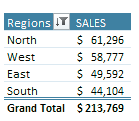 Regions SALES
North $ 61,296
West $ 58,777
East $ 49,592
South $ 44,104
Grand Total $ 213,769